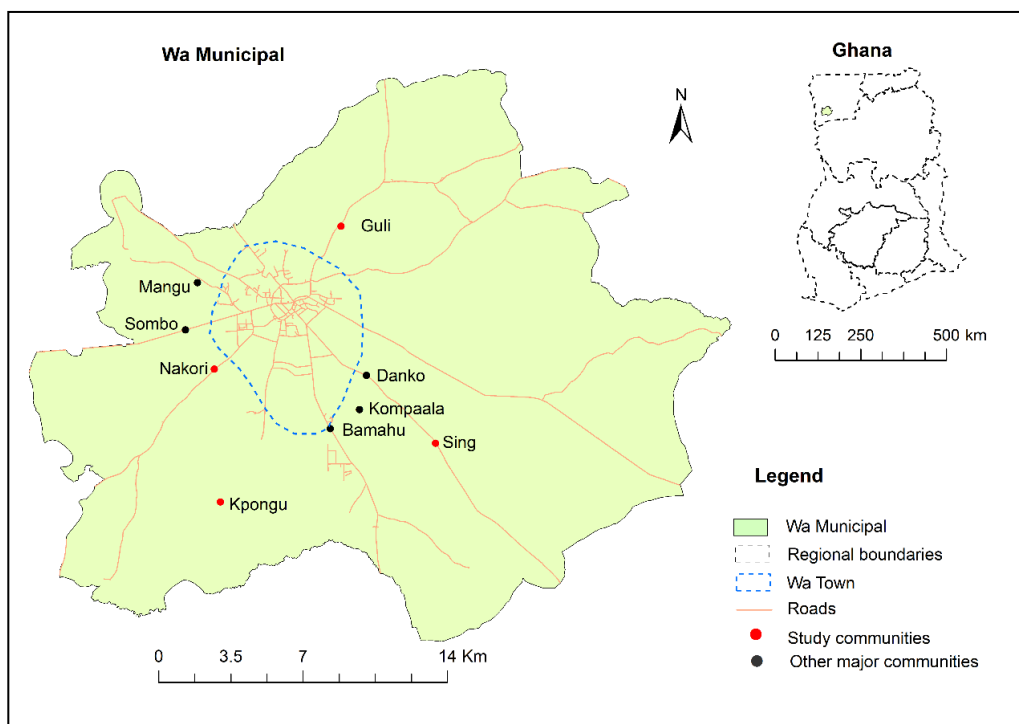 Wa Municipal
Ghana
N
Guli
Mangu
Sombo
Nakori
Danko
Kompaala
Bamahu
Sing
Kpongu
0 125 250 500 km
Legend
Wa Municipal
Regional boundaries
Wa Town
Roads
Study communities
Other major communities
0 3.5 7 14 Km